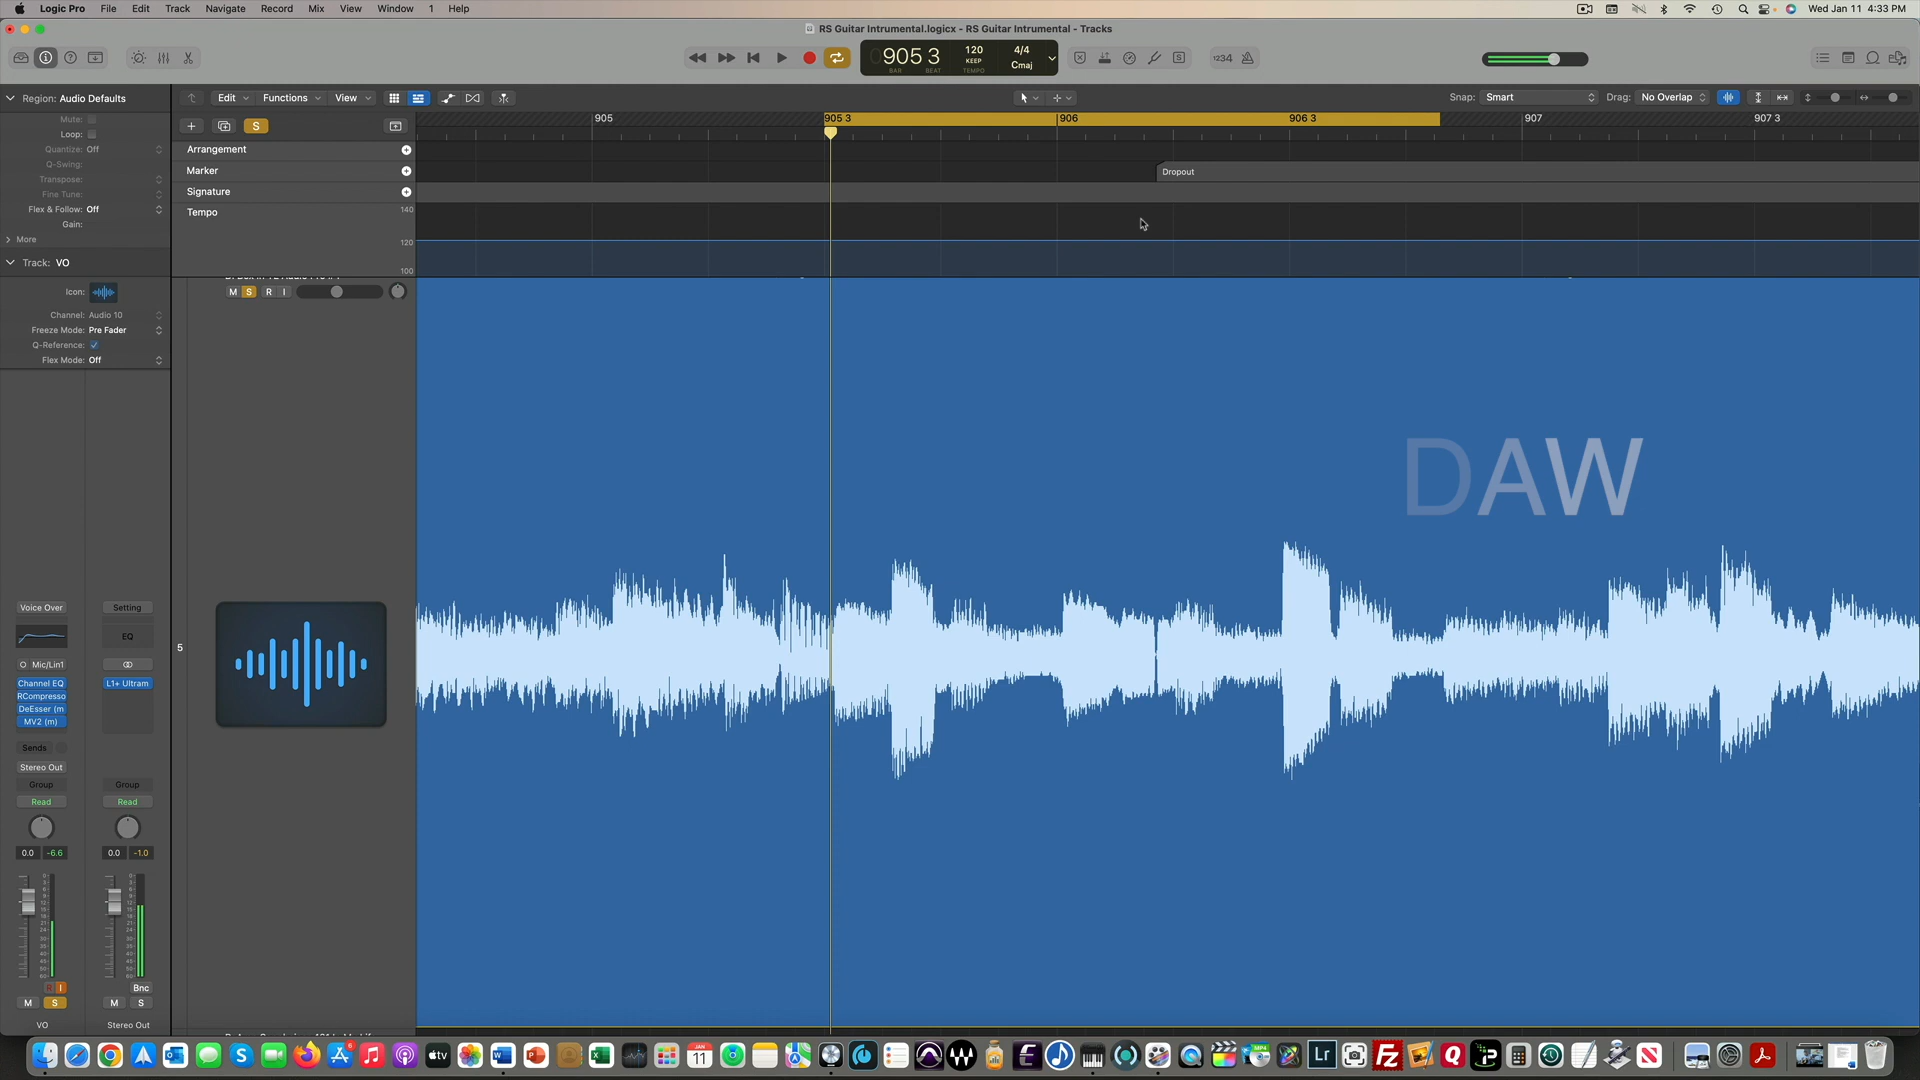 Logic Pro File Edit Track Navigate Record Mix View Window 1 Help
Wed Jan 11 4:33 PM
RS Guitar Intrumental.logicx - RS Guitar Intrumental - Tracks
905 3
BAR BEAT
120
KEEP
TEMPO
4/4
Cmaj
1234
Region: Audio Defaults
Edit Functions View
Snap: Smart
Drag: No Overlap
Mute:
Loop:
Quantize: Off
Q-Swing:
Transpose:
Fine Tune:
Flex & Follow: Off
Gain:
More
S
905 905 3 906 906 3 907 907 3
Arrangement
Marker
Dropout
Signature
Tempo
140
120
100
Track: VO
Icon:
Channel: Audio 10
Freeze Mode: Pre Fader
Q-Reference:
Flex Mode: Off
M S R I
DAW
5
Voice Over
Setting
EQ
Mic/Lin1
Channel EQ
L1+ Ultram
RCompresso
DeEsser (m
MV2 (m)
Sends
Stereo Out
Group
Group
Read
Read
0.0 -6.6
0.0 -1.0
R I
Bnc
M S
M S
VO
Stereo Out